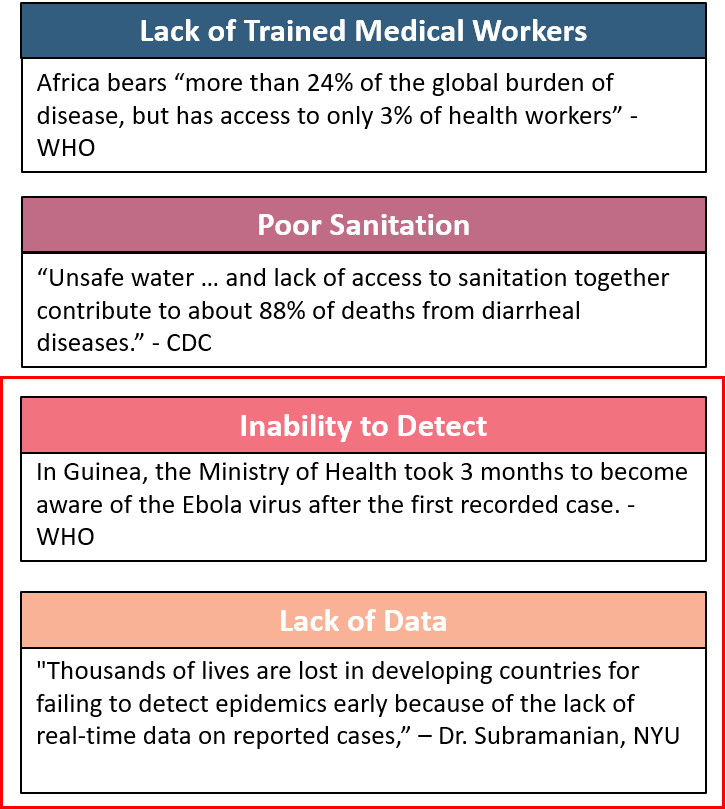 Lack of Trained Medical Workers
Africa bears “more than 24% of the global burden of
disease, but has access to only 3% of health workers” -
WHO
Poor Sanitation
“Unsafe water … and lack of access to sanitation together
contribute to about 88% of deaths from diarrheal
diseases.” - CDC
Inability to Detect
In Guinea, the Ministry of Health took 3 months to become
aware of the Ebola virus after the first recorded case. -
WHO
Lack of Data
"Thousands of lives are lost in developing countries for
failing to detect epidemics early because of the lack of
real-time data on reported cases,” – Dr. Subramanian, NYU